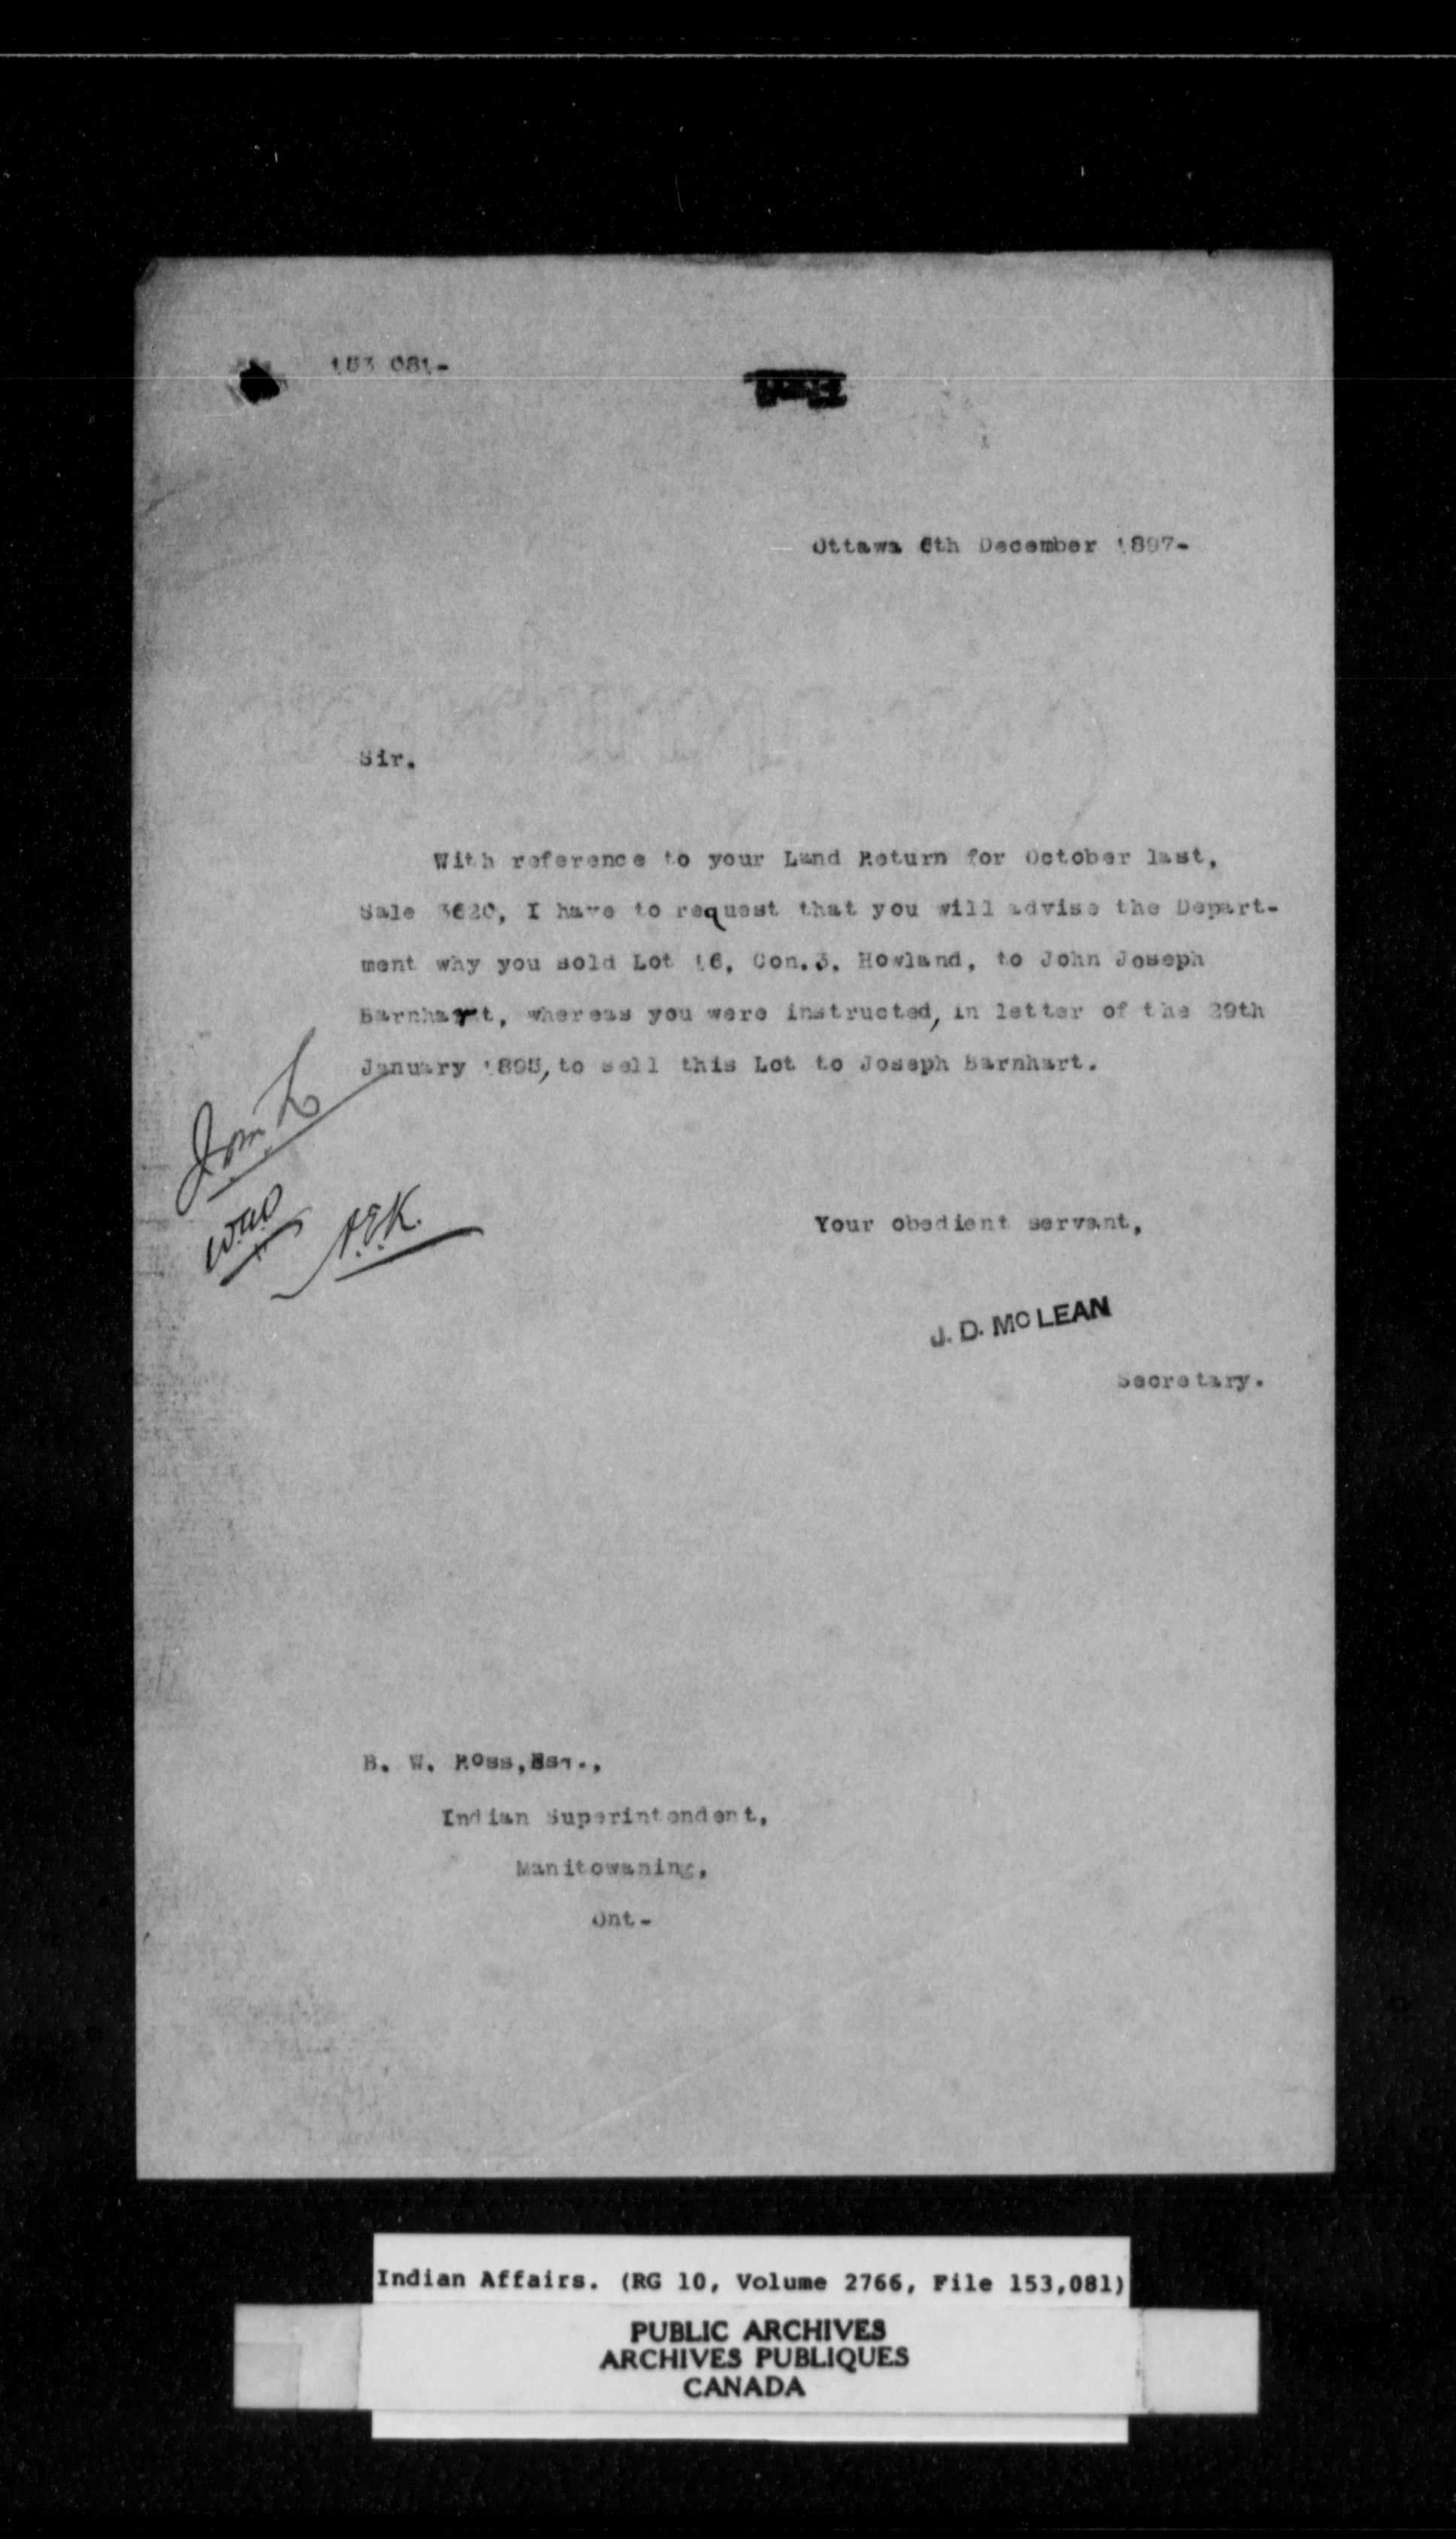 153 081-
Ottawa 6th December 1897-
Sir.
With reference to your Land Return for October last,
Sale 3620, I have to request that you will advise the Depart-
ment why you sold Lot 16, Con.3, Howland, to John Joseph
Barnhart, whereas you were instructed, in letter of the 29th
January 1895, to sell this Lot to Joseph Barnhart.
A.E.K.
Your obedient servant,
J. D. MCLEAN
Secretary.
B. W. Ross, Esq.,
Indian Superintendent,
Manitowaning,
Ont-
Indian Affairs. (RG 10, Volume 2766, File 153,081)
PUBLIC ARCHIVES
ARCHIVES PUBLIQUES
CANADA